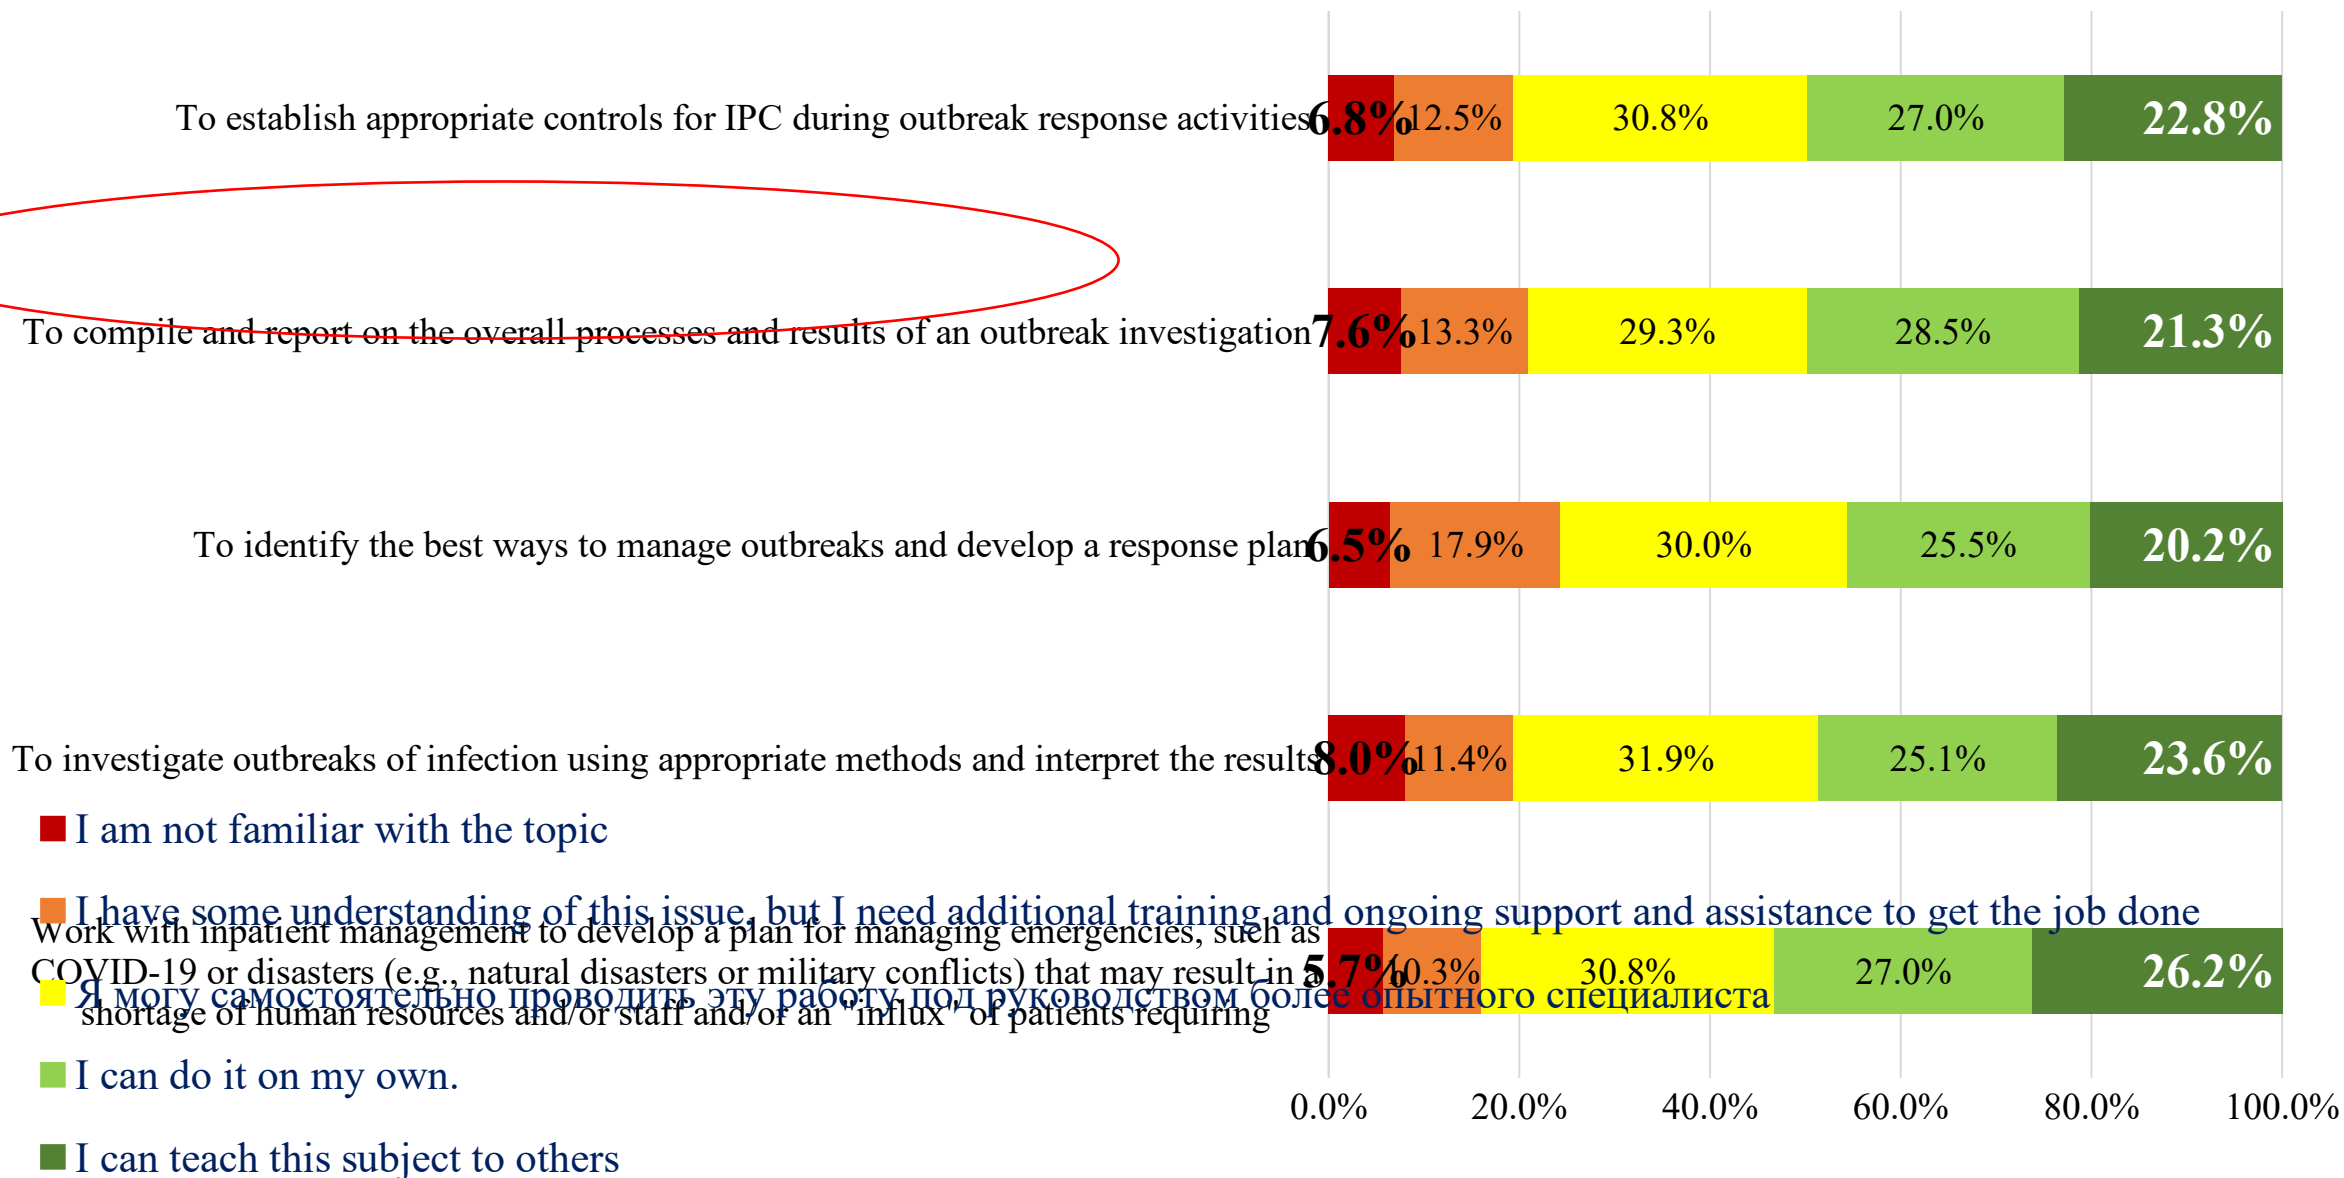 To establish appropriate controls for IPC during outbreak response activities
6.8%
12.5%
30.8%
27.0%
22.8%
To compile and report on the overall processes and results of an outbreak investigation
7.6%
13.3%
29.3%
28.5%
21.3%
To identify the best ways to manage outbreaks and develop a response plan
6.5%
17.9%
30.0%
25.5%
20.2%
To investigate outbreaks of infection using appropriate methods and interpret the results
8.0%
11.4%
31.9%
25.1%
23.6%
I am not familiar with the topic
I have some understanding of this issue, but I need additional training and ongoing support and assistance to get the job done
Work with inpatient management to develop a plan for managing emergencies, such as
COVID-19 or disasters (e.g., natural disasters or military conflicts) that may result in a
shortage of human resources and/or staff and/or an "influx" of patients requiring
5.7%
10.3%
30.8%
27.0%
26.2%
Я могу самостоятельно проводить эту работу под руководством более опытного специалиста
I can do it on my own.
I can teach this subject to others
0.0%
20.0%
40.0%
60.0%
80.0%
100.0%